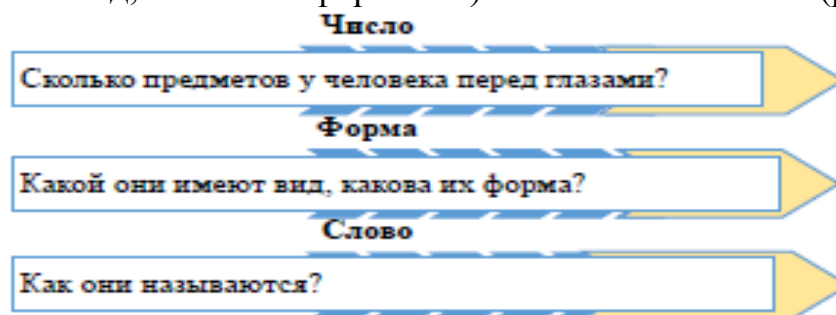 Число
Сколько предметов у человека перед глазами?
Форма
Какой они имеют вид, какова их форма?
Слово
Как они называются?